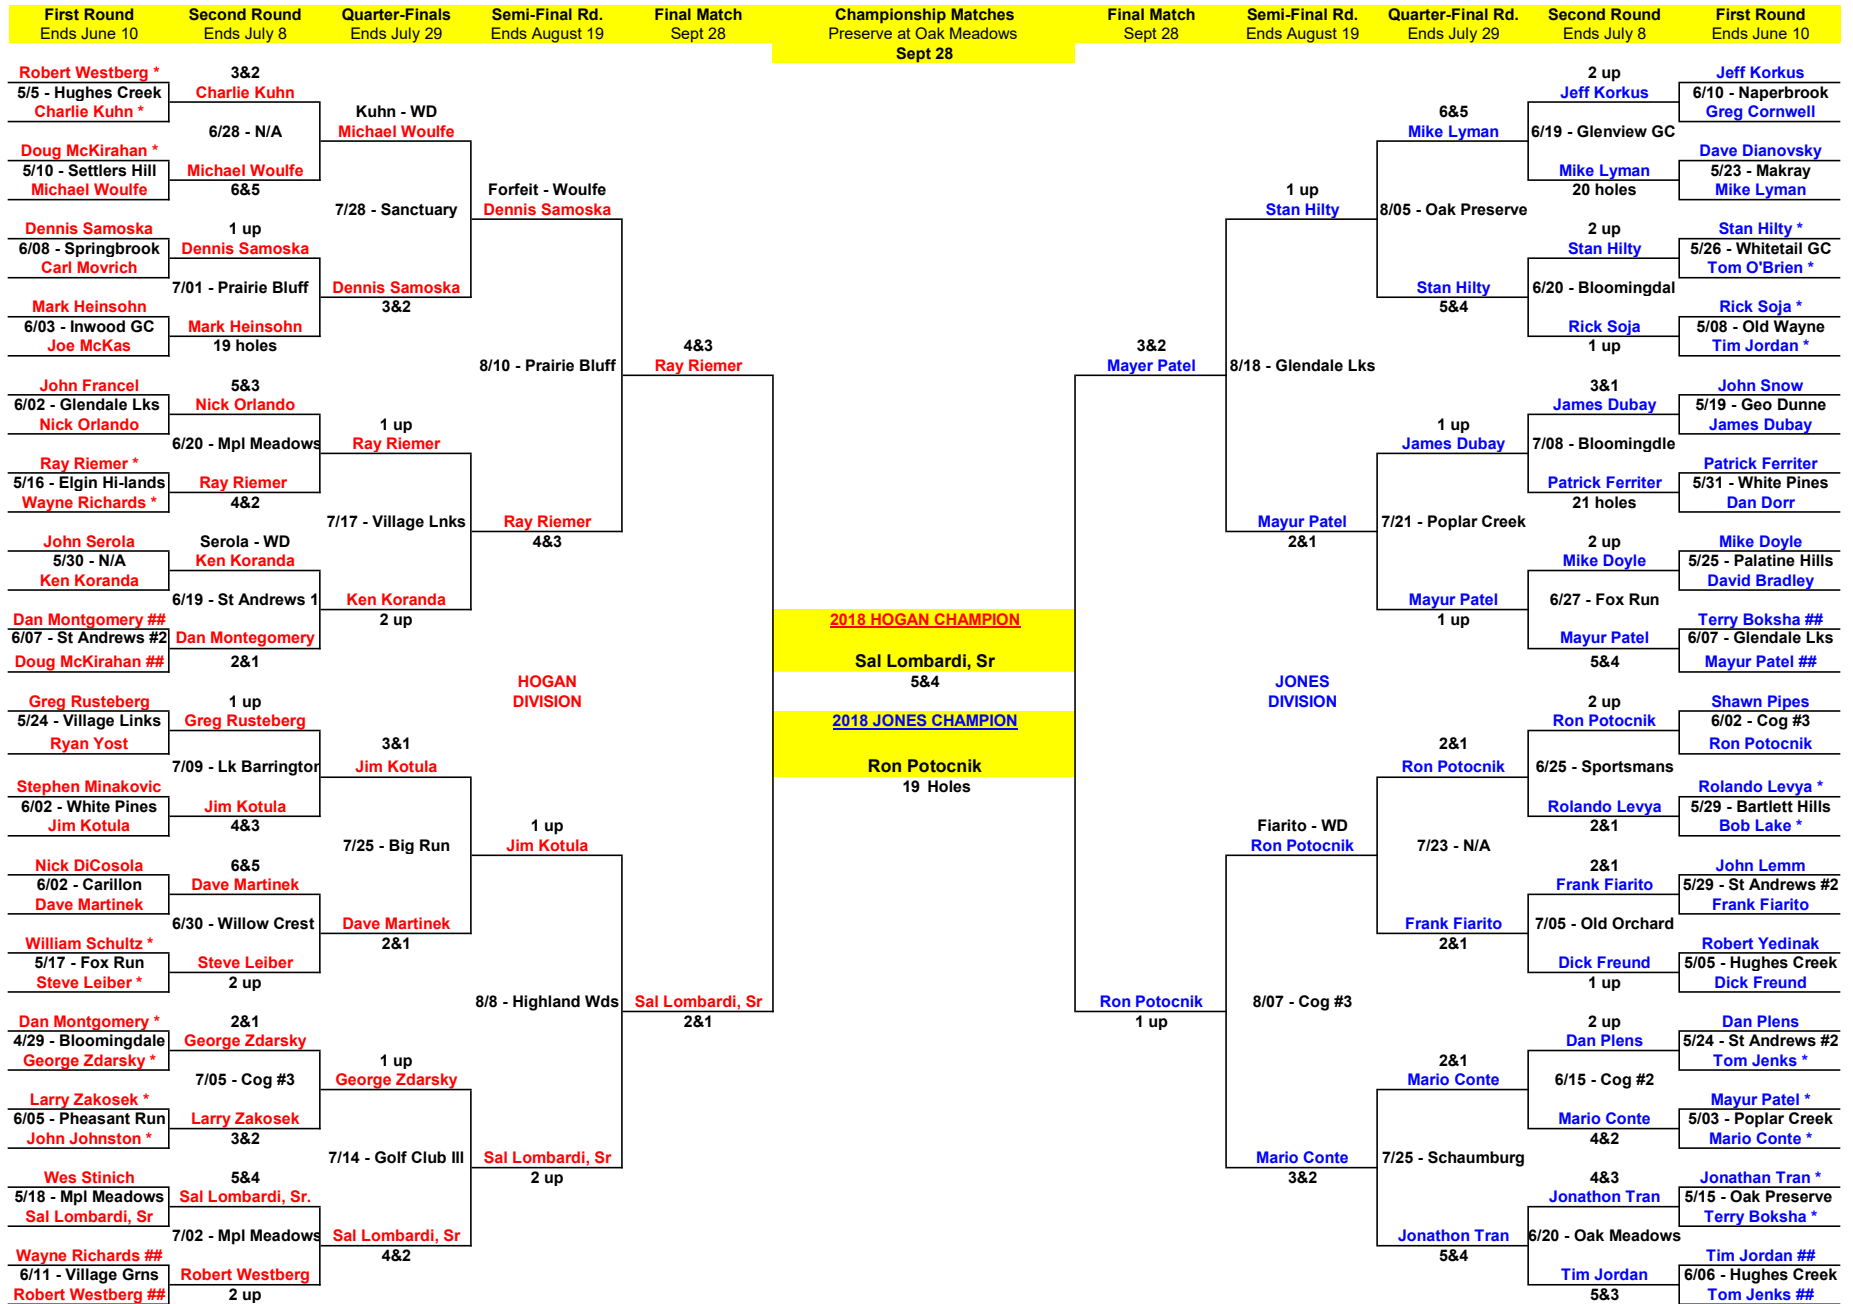 First Round
Ends June 10
Second Round
Ends July 8
Quarter-Finals
Ends July 29
Semi-Final Rd.
Ends August 19
Final Match
Sept 28
Championship Matches
Preserve at Oak Meadows
Sept 28
Final Match
Sept 28
Semi-Final Rd.
Ends August 19
Quarter-Final Rd.
Ends July 29
Second Round
Ends July 8
First Round
Ends June 10
Robert Westberg *
5/5 - Hughes Creek
Charlie Kuhn *
Doug McKirahan *
5/10 - Settlers Hill
Michael Woulfe
Dennis Samoska
6/08 - Springbrook
Carl Movrich
Mark Heinsohn
6/03 - Inwood GC
Joe McKas
John Francel
6/02 - Glendale Lks
Nick Orlando
Ray Riemer *
5/16 - Elgin Hi-lands
Wayne Richards *
John Serola
5/30 - N/A
Ken Koranda
Dan Montgomery ##
6/07 - St Andrews #2
Doug McKirahan ##
Greg Rusteberg
5/24 - Village Links
Ryan Yost
Stephen Minakovic
6/02 - White Pines
Jim Kotula
Nick DiCosola
6/02 - Carillon
Dave Martinek
William Schultz *
5/17 - Fox Run
Steve Leiber *
Dan Montgomery *
4/29 - Bloomingdale
George Zdarsky *
Larry Zakosek *
6/05 - Pheasant Run
John Johnston *
Wes Stinich
5/18 - Mpl Meadows
Sal Lombardi, Sr
Wayne Richards ##
6/11 - Village Grns
Robert Westberg ##
3&2
Charlie Kuhn
6/28 - N/A
Michael Woulfe
6&5
1 up
Dennis Samoska
7/01 - Prairie Bluff
Mark Heinsohn
19 holes
5&3
Nick Orlando
6/20 - Mpl Meadows
Ray Riemer
4&2
Serola - WD
Ken Koranda
6/19 - St Andrews 1
Dan Montegomery
2&1
1 up
Greg Rusteberg
7/09 - Lk Barrington
Jim Kotula
4&3
6&5
Dave Martinek
6/30 - Willow Crest
Steve Leiber
2 up
2&1
George Zdarsky
7/05 - Cog #3
Larry Zakosek
3&2
5&4
Sal Lombardi, Sr.
7/02 - Mpl Meadows
Robert Westberg
2 up
Kuhn - WD
Michael Woulfe
7/28 - Sanctuary
Dennis Samoska
3&2
1 up
Ray Riemer
7/17 - Village Lnks
Ken Koranda
2 up
3&1
Jim Kotula
7/25 - Big Run
Dave Martinek
2&1
1 up
George Zdarsky
7/14 - Golf Club Ill
Sal Lombardi, Sr
4&2
Forfeit - Woulfe
Dennis Samoska
8/10 - Prairie Bluff
Ray Riemer
4&3
HOGAN
DIVISION
1 up
Jim Kotula
8/8 - Highland Wds
Sal Lombardi, Sr
2 up
4&3
Ray Riemer
Sal Lombardi, Sr
2&1
2018 HOGAN CHAMPION
Sal Lombardi, Sr
5&4
2018 JONES CHAMPION
Ron Potocnik
19 Holes
3&2
Mayer Patel
Ron Potocnik
1 up
1 up
Stan Hilty
8/18 - Glendale Lks
Mayur Patel
2&1
JONES
DIVISION
Fiarito - WD
Ron Potocnik
8/07 - Cog #3
Mario Conte
3&2
6&5
Mike Lyman
8/05 - Oak Preserve
Stan Hilty
5&4
1 up
James Dubay
7/21 - Poplar Creek
Mayur Patel
1 up
2&1
Ron Potocnik
7/23 - N/A
Frank Fiarito
2&1
2&1
Mario Conte
7/25 - Schaumburg
Jonathon Tran
5&4
2 up
Jeff Korkus
6/19 - Glenview GC
Mike Lyman
20 holes
2 up
Stan Hilty
6/20 - Bloomingdal
Rick Soja
1 up
3&1
James Dubay
7/08 - Bloomingdle
Patrick Ferriter
21 holes
2 up
Mike Doyle
6/27 - Fox Run
Mayur Patel
5&4
2 up
Ron Potocnik
6/25 - Sportsmans
Rolando Levya
2&1
2&1
Frank Fiarito
7/05 - Old Orchard
Dick Freund
1 up
2 up
Dan Plens
6/15 - Cog #2
Mario Conte
4&2
4&3
Jonathon Tran
6/20 - Oak Meadows
Tim Jordan
5&3
Jeff Korkus
6/10 - Naperbrook
Greg Cornwell
Dave Dianovsky
5/23 - Makray
Mike Lyman
Stan Hilty *
5/26 - Whitetail GC
Tom O'Brien *
Rick Soja *
5/08 - Old Wayne
Tim Jordan *
John Snow
5/19 - Geo Dunne
James Dubay
Patrick Ferriter
5/31 - White Pines
Dan Dorr
Mike Doyle
5/25 - Palatine Hills
David Bradley
Terry Boksha ##
6/07 - Glendale Lks
Mayur Patel ##
Shawn Pipes
6/02 - Cog #3
Ron Potocnik
Rolando Levya *
5/29 - Bartlett Hills
Bob Lake *
John Lemm
5/29 - St Andrews #2
Frank Fiarito
Robert Yedinak
5/05 - Hughes Creek
Dick Freund
Dan Plens
5/24 - St Andrews #2
Tom Jenks *
Mayur Patel *
5/03 - Poplar Creek
Mario Conte *
Jonathan Tran *
5/15 - Oak Preserve
Terry Boksha *
Tim Jordan ##
6/06 - Hughes Creek
Tom Jenks ##